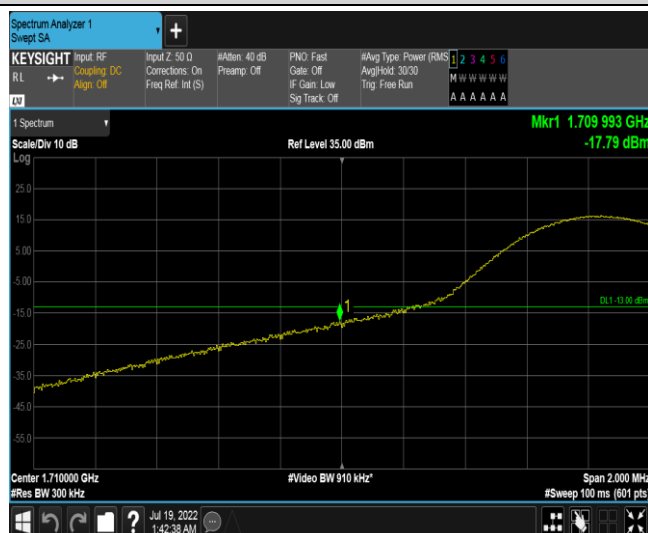 Spectrum Analyzer 1
Swept SA
+
KEYSIGHT
RL
Input: RF
Coupling: DC
Align: Off
Input Z: 50 Ω
Corrections: On
Freq Ref: Int (S)
#Atten: 40 dB
Preamp: Off
PNO: Fast
Gate: Off
IF Gain: Low
Sig Track: Off
#Avg Type: Power (RMS
Avg|Hold: 30/30
Trig: Free Run
1 2 3 4 5 6
M W W W W W
A A A A A A
LXI
1 Spectrum
Mkr1 1.709 993 GHz
Scale/Div 10 dB
Ref Level 35.00 dBm
-17.79 dBm
Log
25.0
15.0
5.00
-5.00
DL1 -13.00 dBm
1
-15.0
-25.0
-35.0
-45.0
-55.0
Center 1.710000 GHz
#Video BW 910 kHz*
Span 2.000 MHz
#Res BW 300 kHz
#Sweep 100 ms (601 pts)
?
Jul 19, 2022
1:42:38 AM